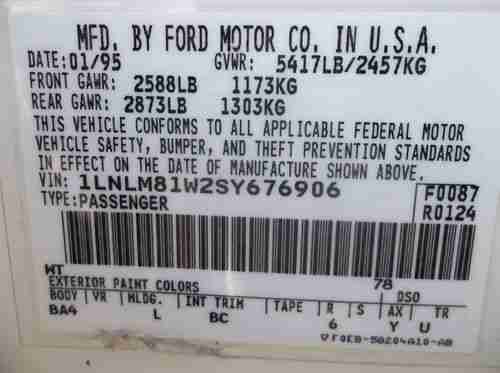 MFD. BY FORD MOTOR CO. IN U.S.A.
DATE:01/95 GVWR: 5417LB/2457KG
FRONT GAWR: 2588LB 1173KG
REAR GAWR: 2873LB 1303KG
THIS VEHICLE CONFORMS TO ALL APPLICABLE FEDERAL MOTOR
VEHICLE SAFETY, BUMPER, AND THEFT PREVENTION STANDARDS
IN EFFECT ON THE DATE OF MANUFACTURE SHOWN ABOVE.
VIN: 1LNLM81W2SY676906 F0087
TYPE:PASSENGER R0124
WT 78
EXTERIOR PAINT COLORS DSO
BODY VR MLDG. INT TRIM TAPE R S AX TR
BA4 L BC 6 Y U